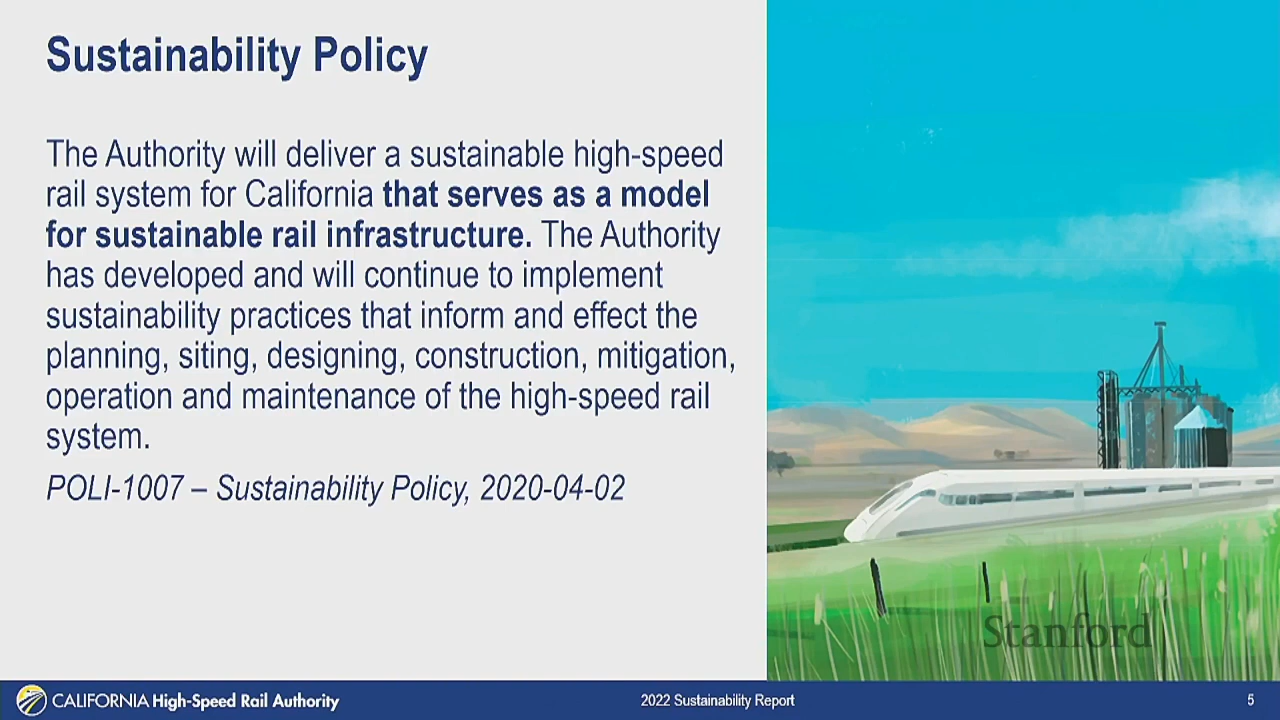 Sustainability Policy
The Authority will deliver a sustainable high-speed
rail system for California that serves as a model
for sustainable rail infrastructure. The Authority
has developed and will continue to implement
sustainability practices that inform and effect the
planning, siting, designing, construction, mitigation,
operation and maintenance of the high-speed rail
system.
POLI-1007 – Sustainability Policy, 2020-04-02
Stanford
CALIFORNIA High-Speed Rail Authority
2022 Sustainability Report
5